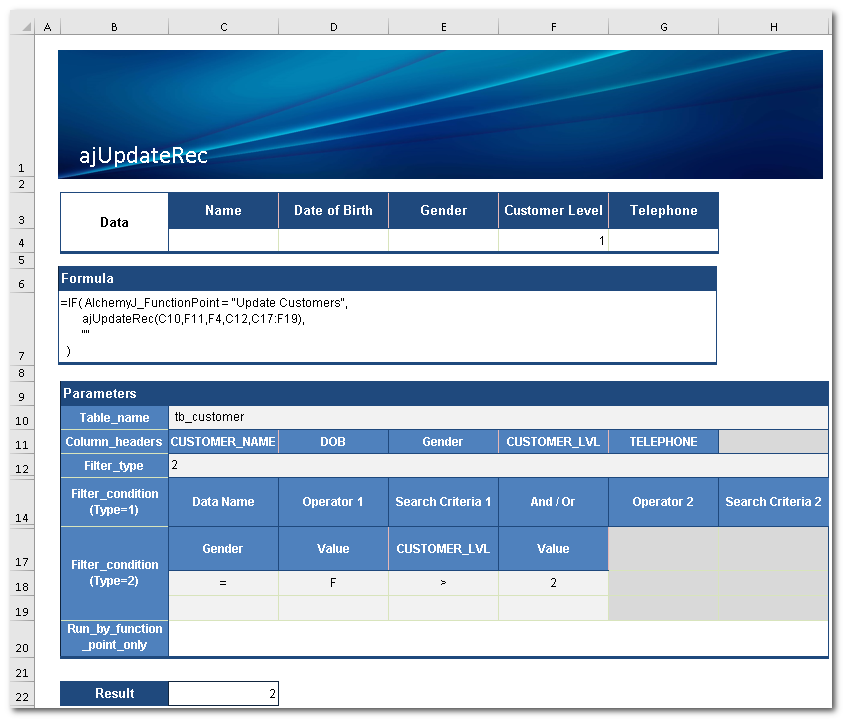 A B C D E F G H
1 ajUpdateRec
2
3 Data Name Date of Birth Gender Customer Level Telephone
4 1
5
6 Formula
=IF( AlchemyJ_FunctionPoint = "Update Customers",
ajUpdateRec(C10,F11,F4,C12,C17:F19),
""
7 )
8
9 Parameters
10 Table_name tb_customer
11 Column_headers CUSTOMER_NAME DOB Gender CUSTOMER_LVL TELEPHONE
12 Filter_type 2
Filter_condition
14 (Type=1) Data Name Operator 1 Search Criteria 1 And / Or Operator 2 Search Criteria 2
17 Gender Value CUSTOMER_LVL Value
Filter_condition
(Type=2)
18 = F > 2
19
Run_by_function
20 _point_only
21
22 Result 2